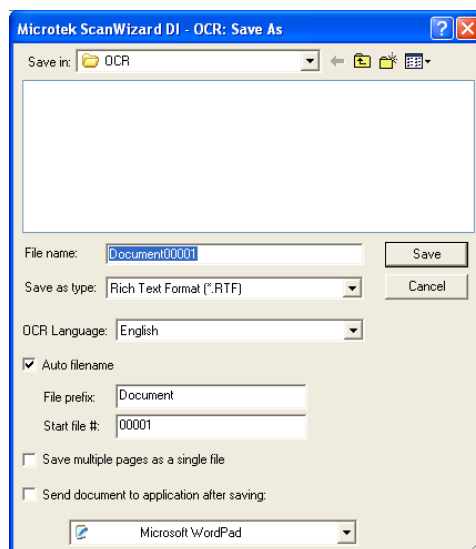 Microtek ScanWizard DI - OCR: Save As
Save in: OCR
File name: Document00001 Save
Save as type: Rich Text Format (*.RTF) Cancel
OCR Language: English
Auto filename
File prefix: Document
Start file #: 00001
Save multiple pages as a single file
Send document to application after saving:
Microsoft WordPad